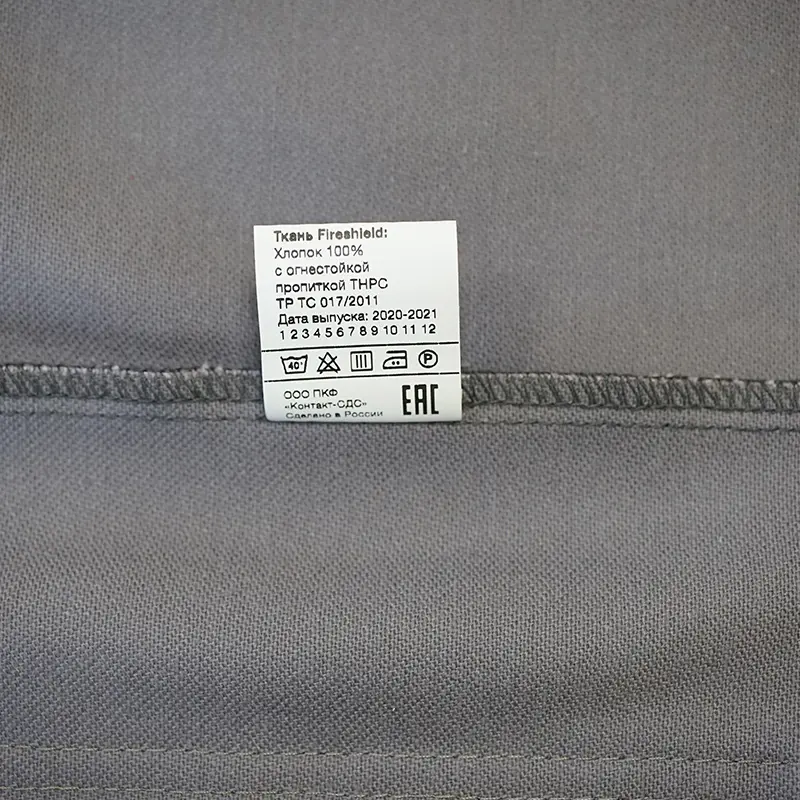 Ткань Fireshield:
Хлопок 100%
с огнестойкой
пропиткой THPC
ТР ТС 017/2011
Дата выпуска: 2020-2021
1 2 3 4 5 6 7 8 9 10 11 12
40° P
ООО ПКФ
«Контакт-СДС»
Сделано в России
EAC